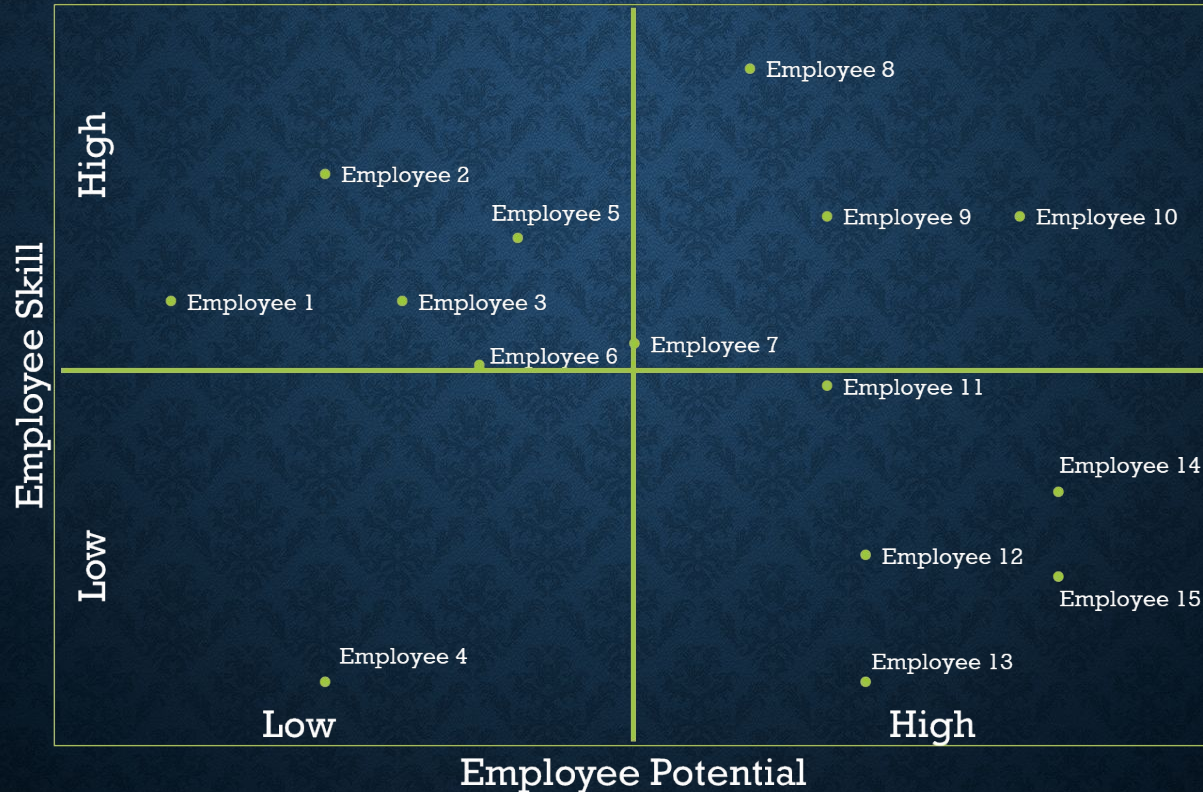 Employee 8
High
Employee 2
Employee 5
Employee 9
Employee 10
Employee 1
Employee 3
Employee 7
Employee 6
Employee Skill
Employee 11
Employee 14
Employee 12
Low
Employee 15
Employee 4
Employee 13
Low
High
Employee Potential